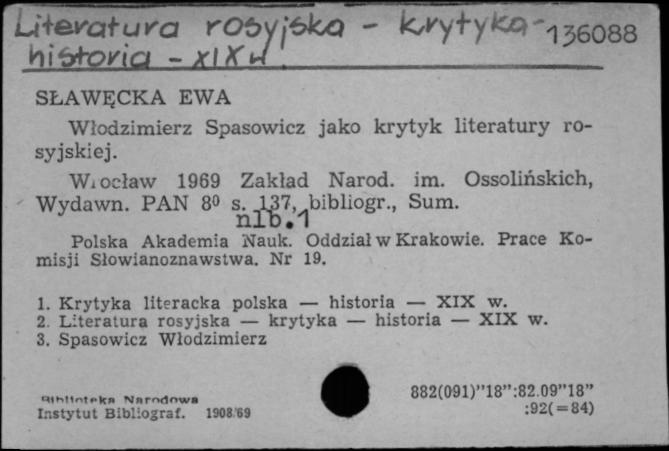 Literatura rosyjska - krytyka-
136088
historia - XIX w.
SŁAWĘCKA EWA
Włodzimierz Spasowicz jako krytyk literatury ro-
syjskiej.
Wrocław 1969 Zakład Narod. im. Ossolińskich,
Wydawn. PAN 8⁰ s. 137, bibliogr., Sum.
nlb.1
Polska Akademia Nauk. Oddział w Krakowie. Prace Ko-
misji Słowianoznawstwa. Nr 19.
1. Krytyka literacka polska — historia — XIX w.
2. Literatura rosyjska — krytyka — historia — XIX w.
3. Spasowicz Włodzimierz
Biblioteka Narodowa
Instytut Bibliograf. 1908/69
882(091)"18":82.09"18"
:92(=84)